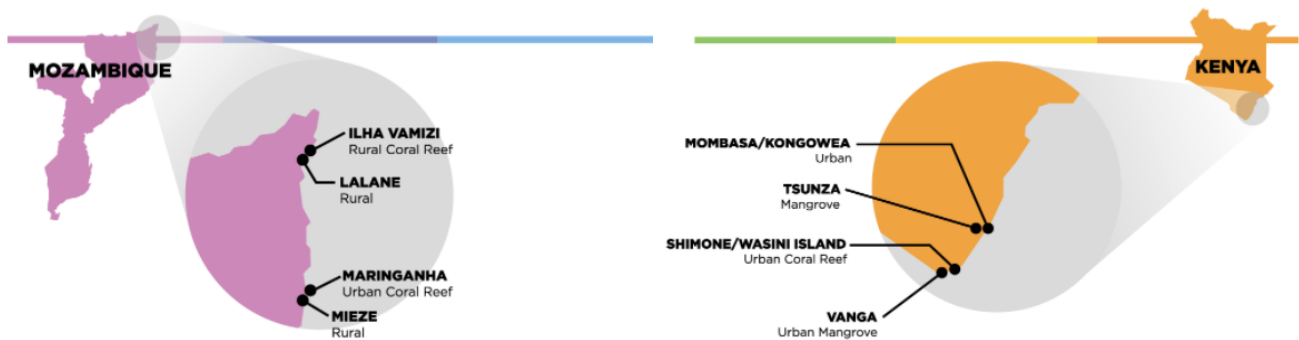 MOZAMBIQUE
ILHA VAMIZI
Rural Coral Reef
LALANE
Rural
MARINGANHA
Urban Coral Reef
MIEZE
Rural
KENYA
MOMBASA/KONGOWEA
Urban
TSUNZA
Mangrove
SHIMONE/WASINI ISLAND
Urban Coral Reef
VANGA
Urban Mangrove